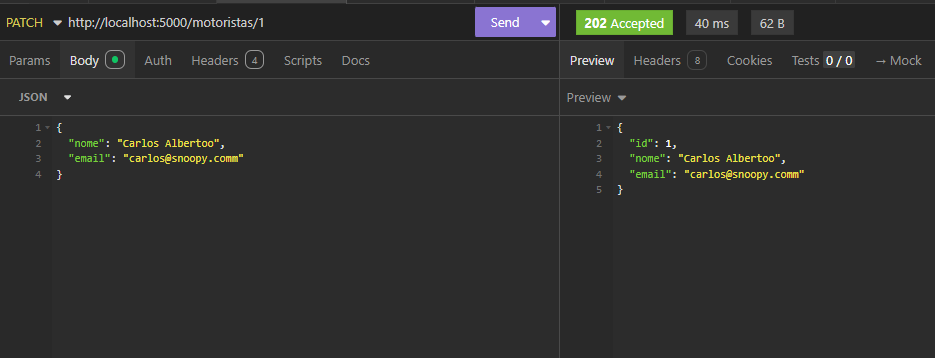 PATCH http://localhost:5000/motoristas/1 Send 202 Accepted 40 ms 62 B
Params Body Auth Headers 4 Scripts Docs Preview Headers 8 Cookies Tests 0 / 0 → Mock
JSON Preview
1 {
2 "nome": "Carlos Albertoo",
3 "email": "carlos@snoopy.comm"
4 }
1 {
2 "id": 1,
3 "nome": "Carlos Albertoo",
4 "email": "carlos@snoopy.comm"
5 }